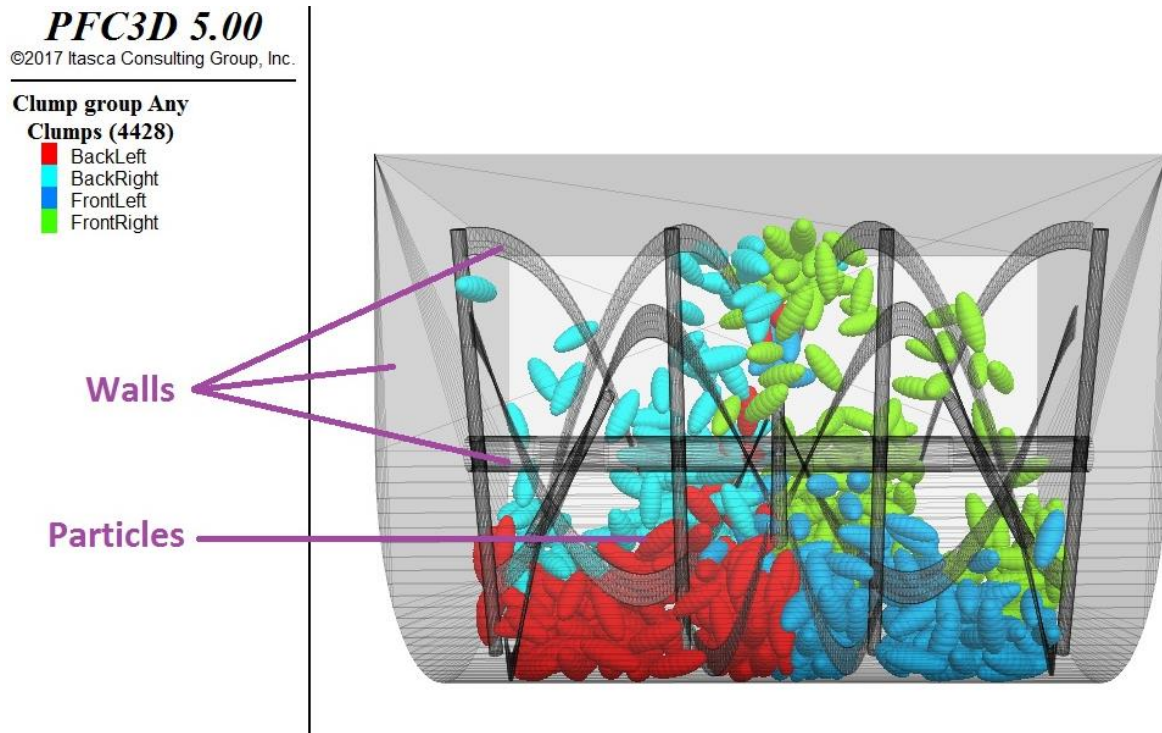 PFC3D 5.00
©2017 Itasca Consulting Group, Inc.
Clump group Any
Clumps (4428)
BackLeft
BackRight
FrontLeft
FrontRight
Walls
Particles